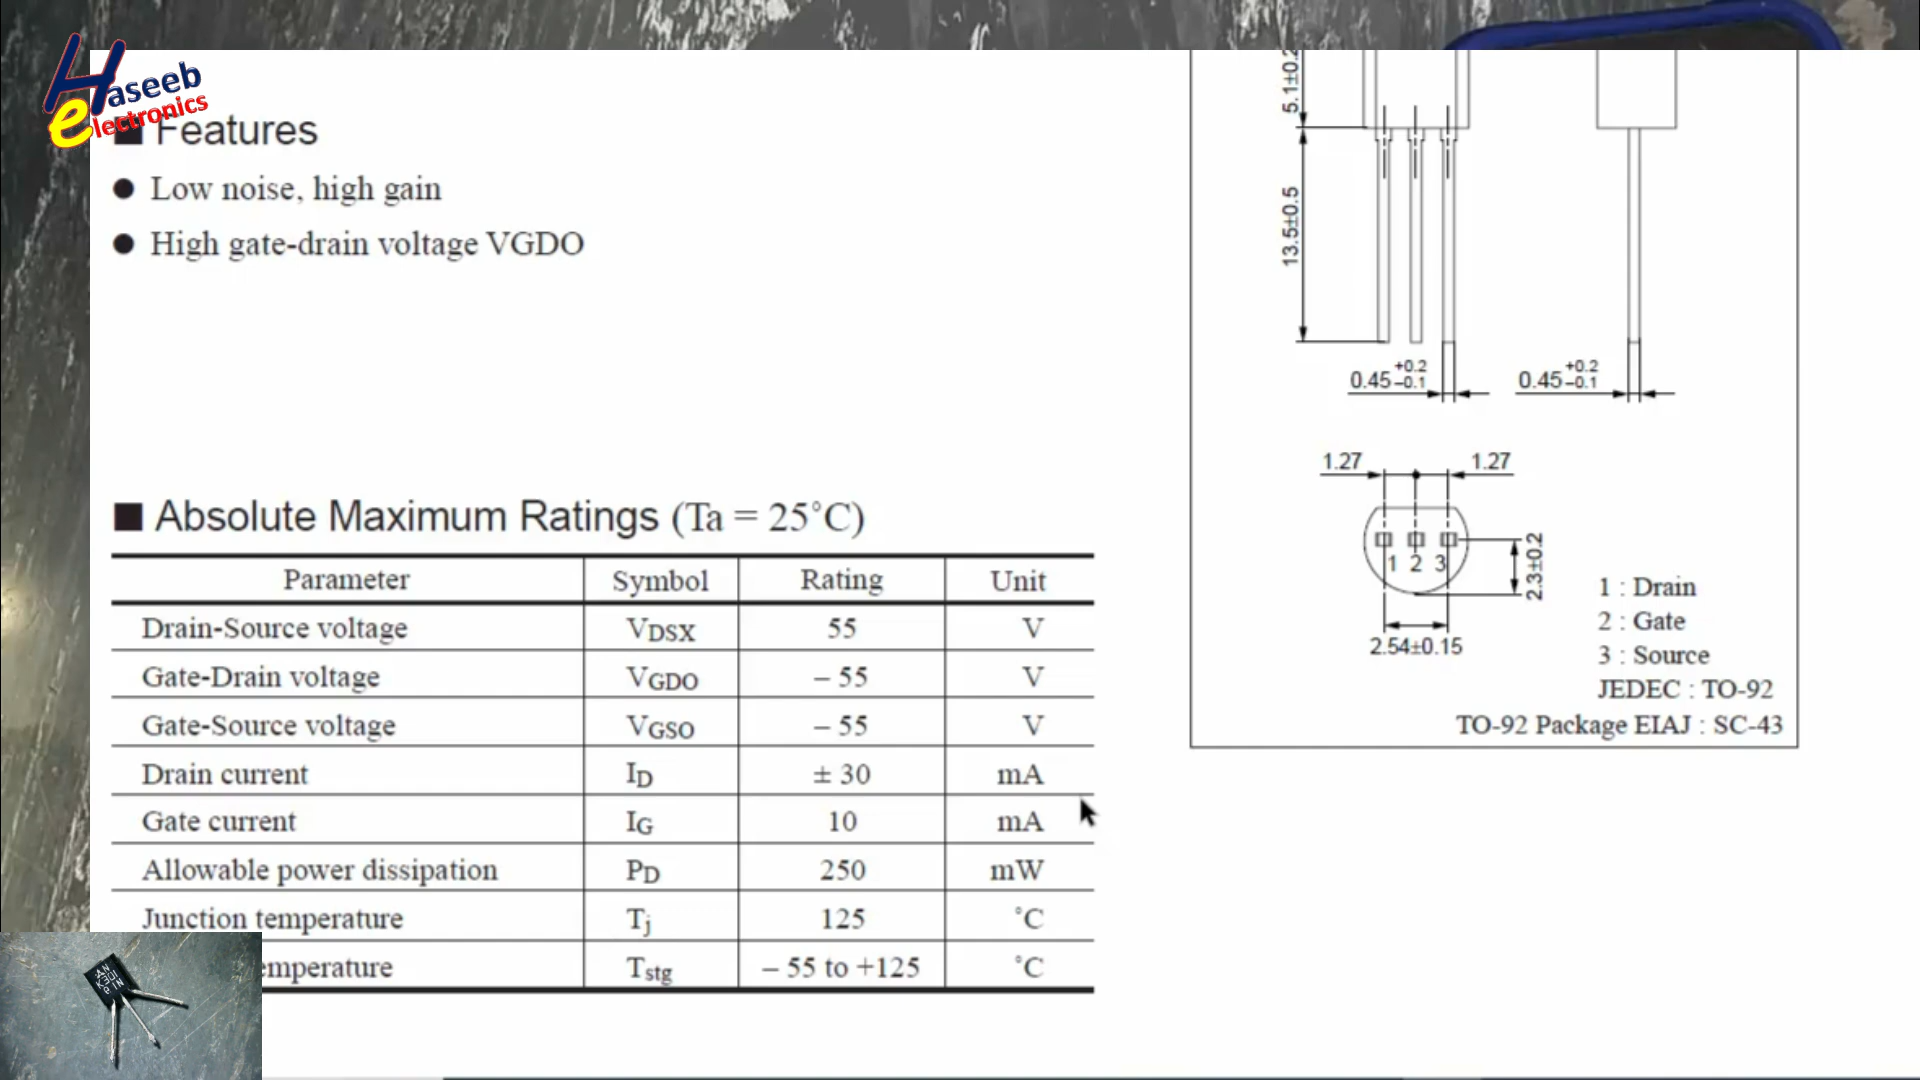 Haseeb
electronics
■ Features
● Low noise, high gain
● High gate-drain voltage VGDO
■ Absolute Maximum Ratings (Ta = 25˚C)
Parameter Symbol Rating Unit
Drain-Source voltage VDSX 55 V
Gate-Drain voltage VGDO – 55 V
Gate-Source voltage VGSO – 55 V
Drain current ID ± 30 mA
Gate current IG 10 mA
Allowable power dissipation PD 250 mW
Junction temperature Tj 125 ˚C
emperature Tstg – 55 to +125 ˚C
5.1±0.2
13.5±0.5
0.45 +0.2 –0.1 0.45 +0.2 –0.1
1.27 1.27
1 2 3
2.3±0.2
2.54±0.15
1 : Drain
2 : Gate
3 : Source
JEDEC : TO-92
TO-92 Package EIAJ : SC-43
K301